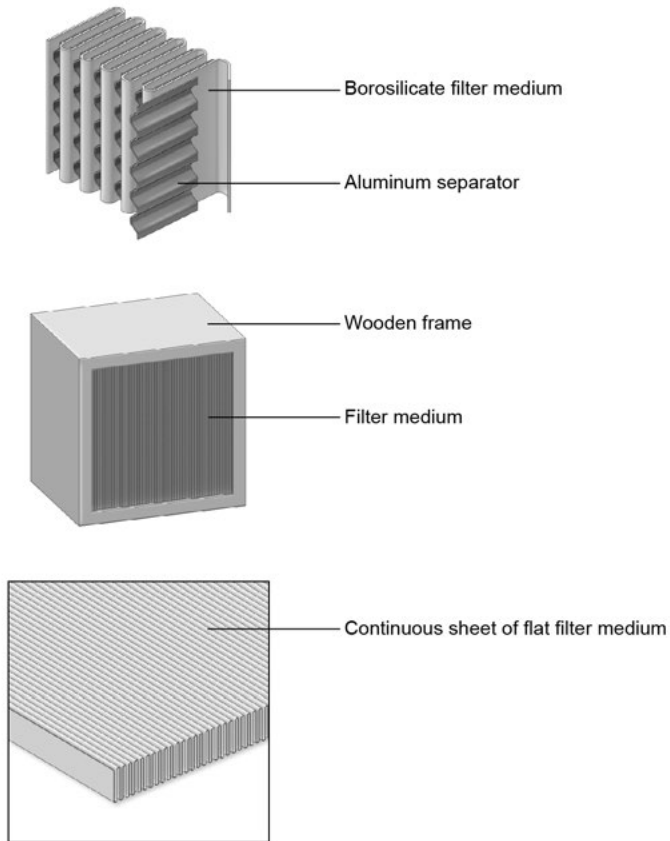 Borosilicate filter medium
Aluminum separator
Wooden frame
Filter medium
Continuous sheet of flat filter medium